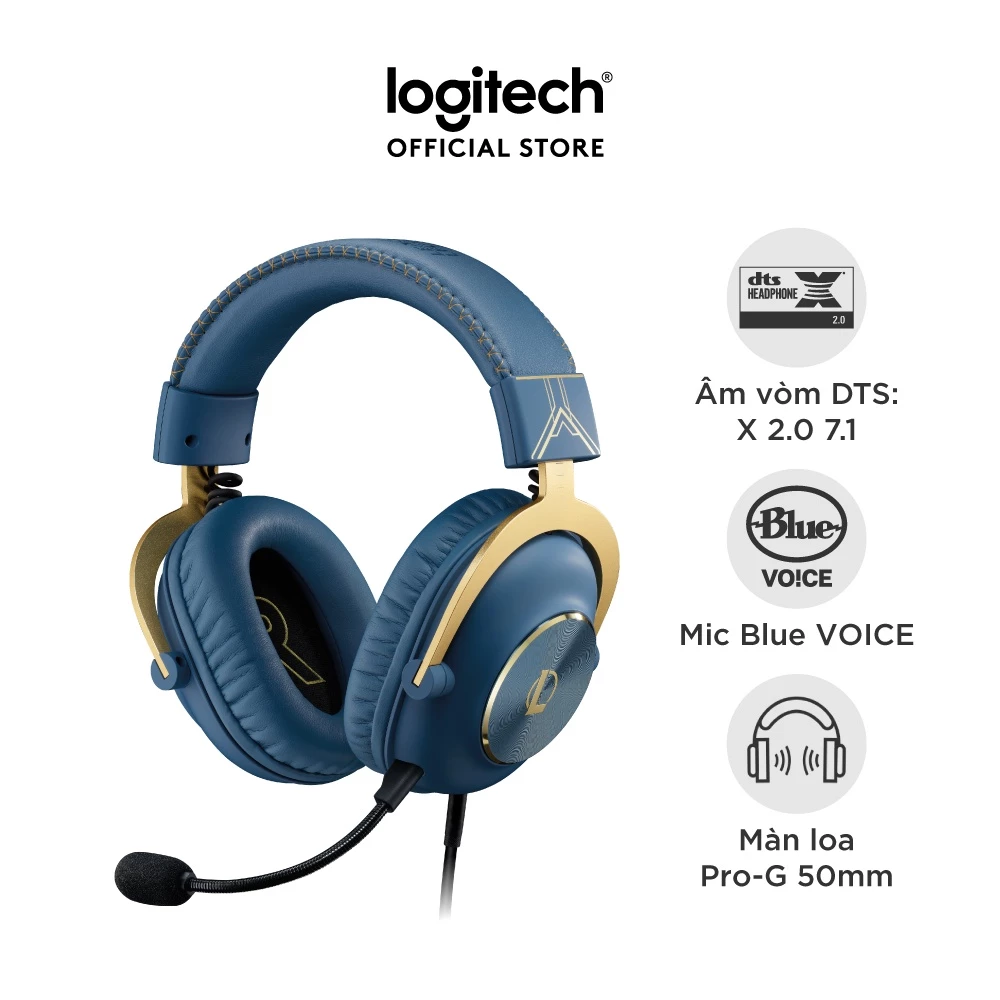 logitech®
OFFICIAL STORE
dts
HEADPHONE X
2.0
Âm vòm DTS:
X 2.0 7.1
Blue
VO!CE
Mic Blue VOICE
Màn loa
Pro-G 50mm
R
L